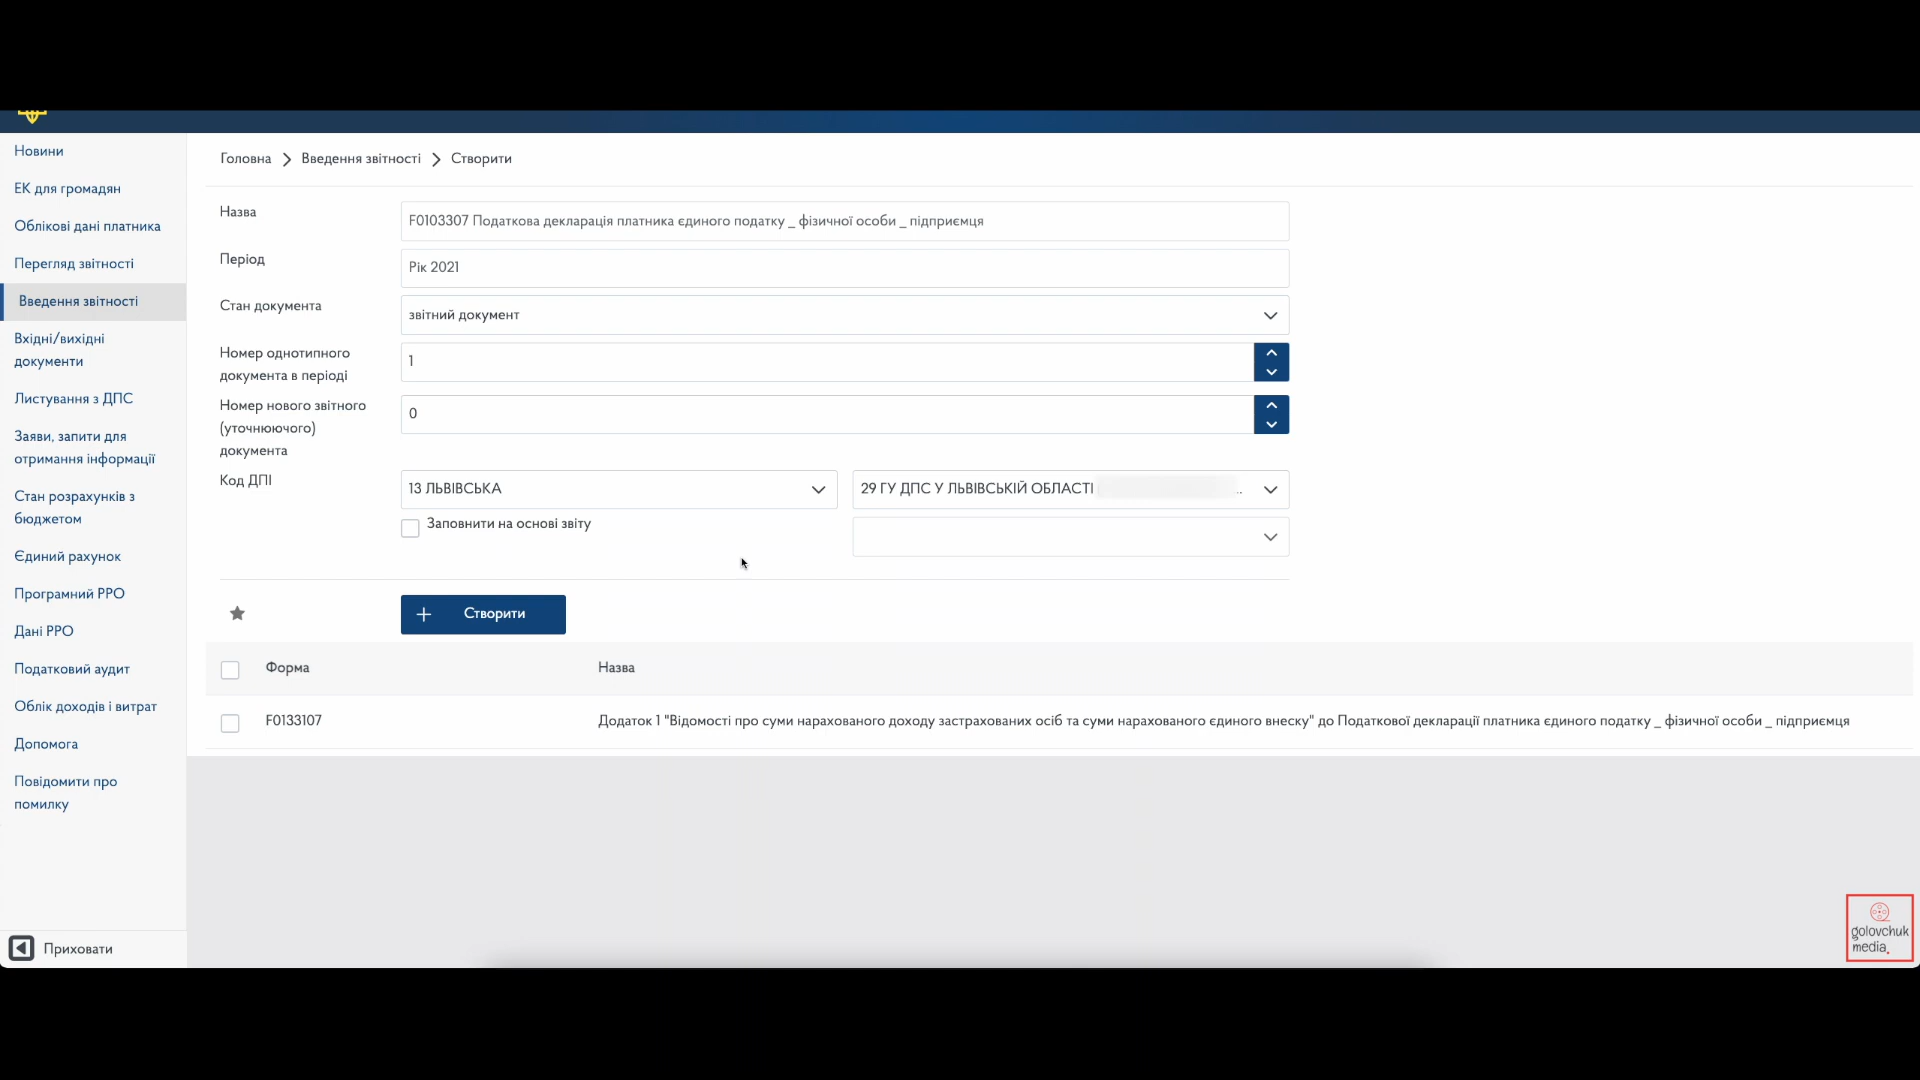 Новини
ЕК для громадян
Облікові дані платника
Перегляд звітності
Введення звітності
Вхідні/вихідні
документи
Листування з ДПС
Заяви, запити для
отримання інформації
Стан розрахунків з
бюджетом
Єдиний рахунок
Програмний РРО
Дані РРО
Податковий аудит
Облік доходів і витрат
Допомога
Повідомити про
помилку
Приховати
Головна > Введення звітності > Створити
Назва
F0103307 Податкова декларація платника єдиного податку _ фізичної особи _ підприємця
Період
Рік 2021
Стан документа
звітний документ
Номер однотипного
документа в періоді
1
Номер нового звітного
(уточнюючого)
документа
0
Код ДПІ
13 ЛЬВІВСЬКА
29 ГУ ДПС У ЛЬВІВСЬКІЙ ОБЛАСТІ
..
Заповнити на основі звіту
Створити
Форма
Назва
F0133107
Додаток 1 "Відомості про суми нарахованого доходу застрахованих осіб та суми нарахованого єдиного внеску" до Податкової декларації платника єдиного податку _ фізичної особи _ підприємця
golovchuk
media.